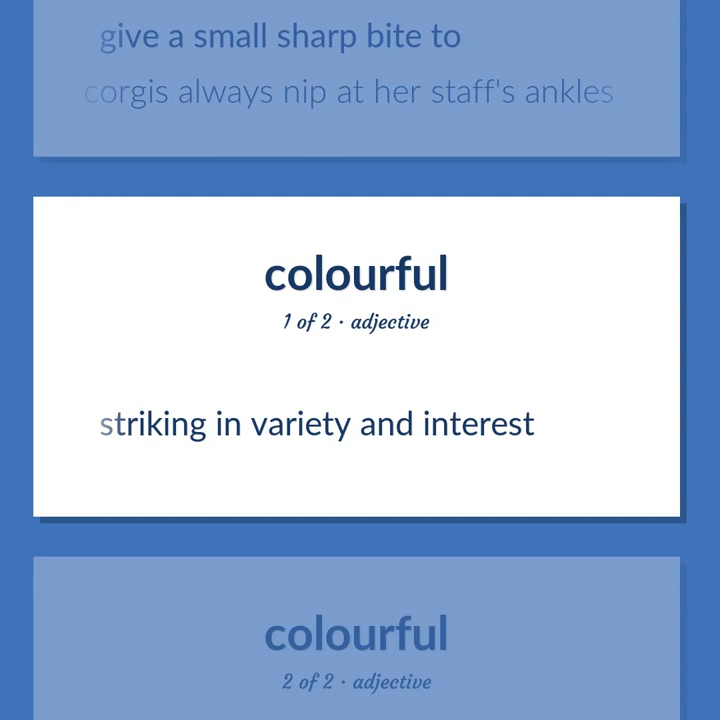 give a small sharp bite to
corgis always nip at her staff's ankles
colourful
1 of 2 · adjective
striking in variety and interest
colourful
2 of 2 · adjective